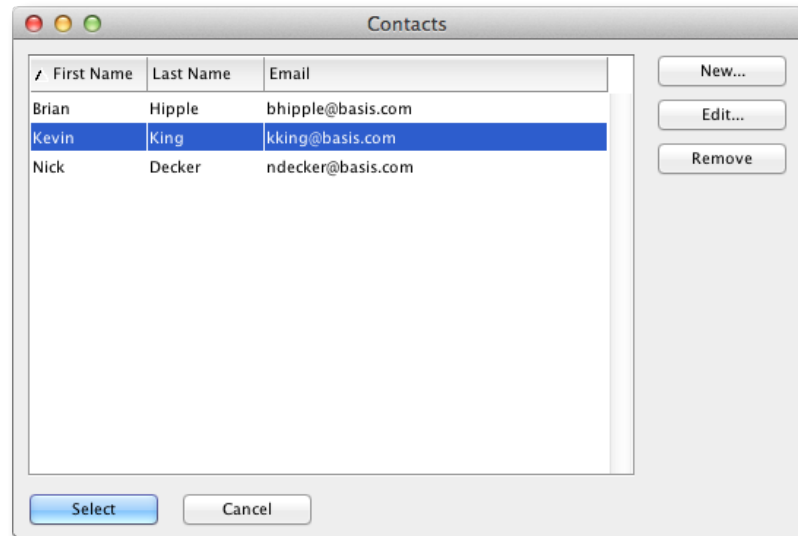 Contacts
First Name Last Name Email
Brian Hipple bhipple@basis.com
Kevin King kking@basis.com
Nick Decker ndecker@basis.com
New...
Edit...
Remove
Select Cancel